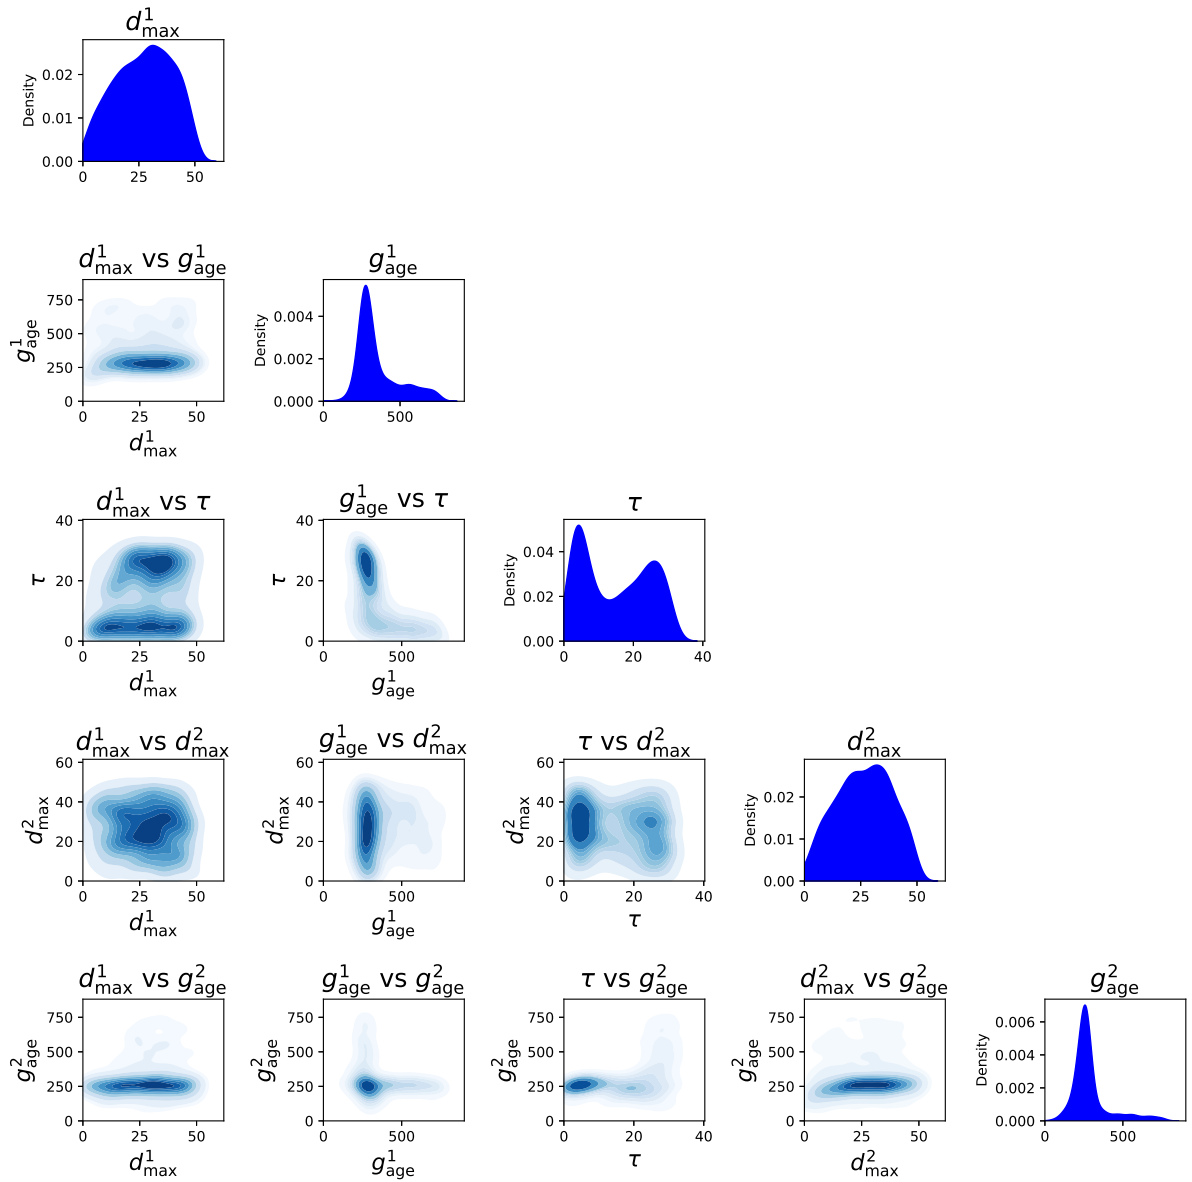 d¹max
Density
0.02
0.01
0.00
0 25 50
d¹max vs g¹age
g¹age
750
500
250
0
0 25 50
d¹max
g¹age
Density
0.004
0.002
0.000
0 500
d¹max vs τ
τ
40
20
0
0 25 50
d¹max
g¹age vs τ
τ
40
20
0
0 500
g¹age
τ
Density
0.04
0.02
0.00
0 20 40
d¹max vs d²max
d²max
60
40
20
0
0 25 50
d¹max
g¹age vs d²max
d²max
60
40
20
0
0 500
g¹age
τ vs d²max
d²max
60
40
20
0
0 20 40
τ
d²max
Density
0.02
0.01
0.00
0 25 50
d¹max vs g²age
g²age
750
500
250
0
0 25 50
d¹max
g¹age vs g²age
g²age
750
500
250
0
0 500
g¹age
τ vs g²age
g²age
750
500
250
0
0 20 40
τ
d²max vs g²age
g²age
750
500
250
0
0 25 50
d²max
g²age
Density
0.006
0.004
0.002
0.000
0 500